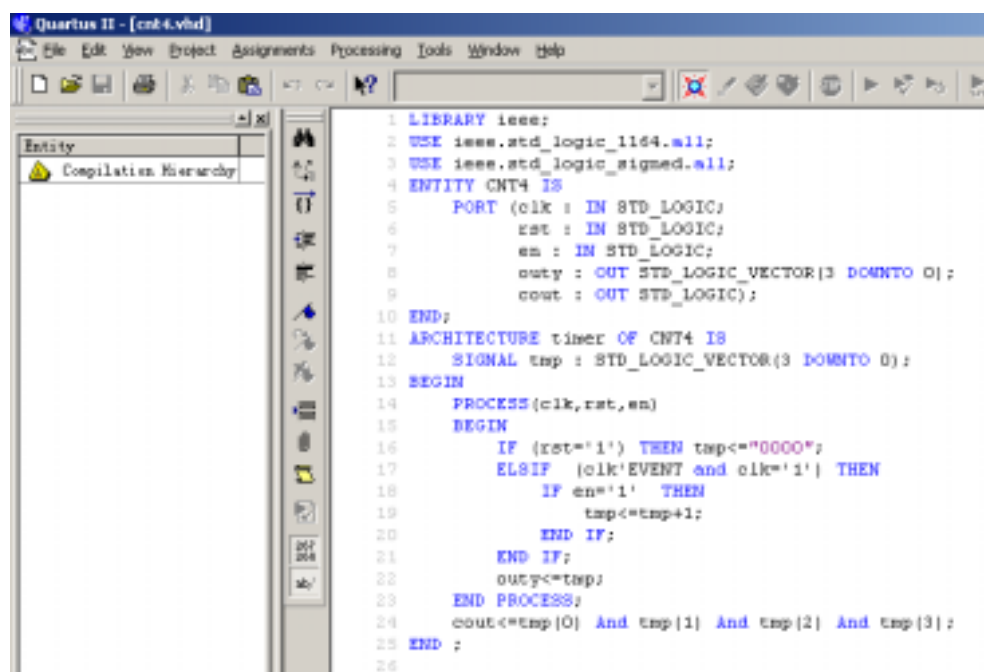 Quartus II - [cnt4.vhd]
File Edit View Project Assignments Processing Tools Window Help
Entity
Compilation Hierarchy
1 LIBRARY ieee;
2 USE ieee.std_logic_1164.all;
3 USE ieee.std_logic_signed.all;
4 ENTITY CNT4 IS
5 PORT (clk : IN STD_LOGIC;
6 rst : IN STD_LOGIC;
7 en : IN STD_LOGIC;
8 outy : OUT STD_LOGIC_VECTOR(3 DOWNTO 0);
9 cout : OUT STD_LOGIC);
10 END;
11 ARCHITECTURE timer OF CNT4 IS
12 SIGNAL tmp : STD_LOGIC_VECTOR(3 DOWNTO 0);
13 BEGIN
14 PROCESS(clk,rst,en)
15 BEGIN
16 IF (rst='1') THEN tmp<="0000";
17 ELSIF (clk'EVENT and clk='1') THEN
18 IF en='1' THEN
19 tmp<=tmp+1;
20 END IF;
21 END IF;
22 outy<=tmp;
23 END PROCESS;
24 cout<=tmp(0) And tmp(1) And tmp(2) And tmp(3);
25 END ;
26
267
268
ab/